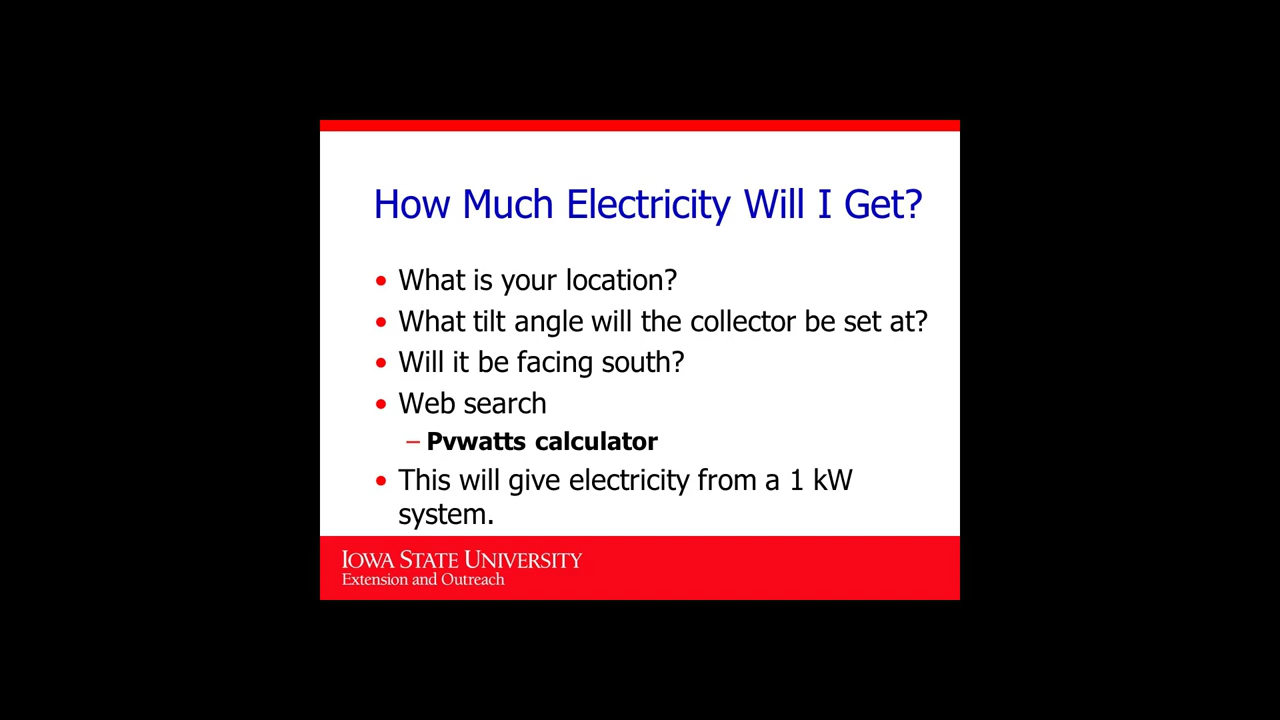 How Much Electricity Will I Get?
• What is your location?
• What tilt angle will the collector be set at?
• Will it be facing south?
• Web search
– Pvwatts calculator
• This will give electricity from a 1 kW
system.
IOWA STATE UNIVERSITY
Extension and Outreach